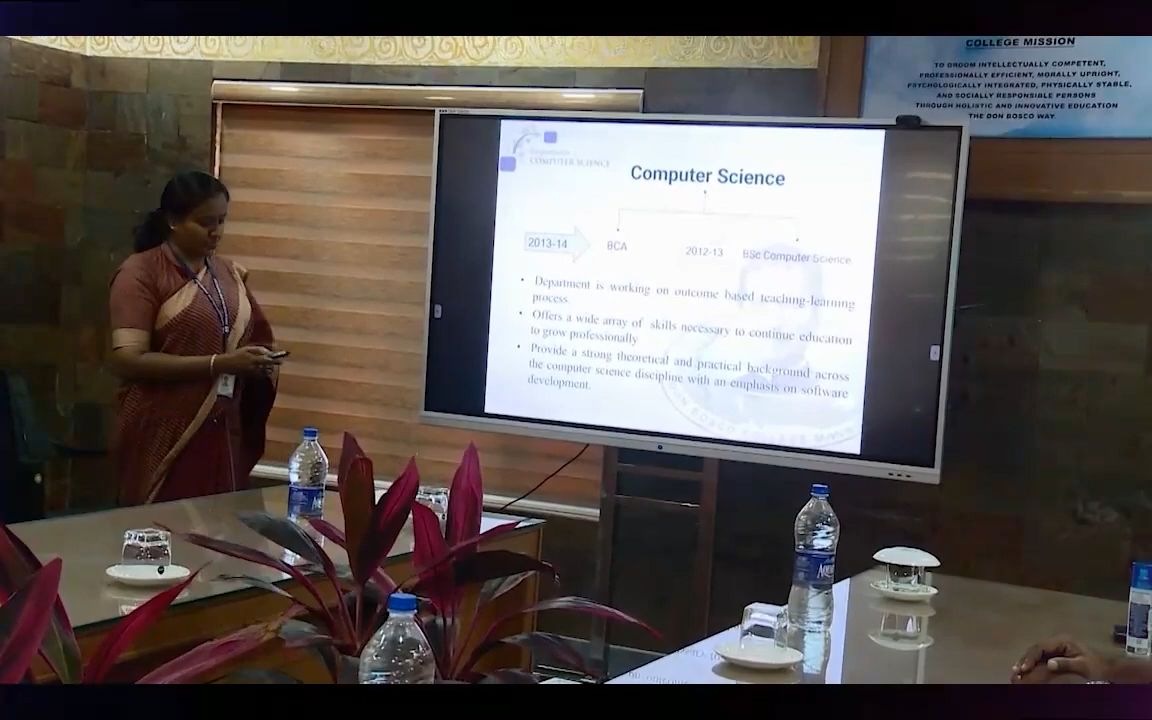 COLLEGE MISSION
TO GROOM INTELLECTUALLY COMPETENT,
PROFESSIONALLY EFFICIENT, MORALLY UPRIGHT,
PSYCHOLOGICALLY INTEGRATED, PHYSICALLY STABLE,
AND SOCIALLY RESPONSIBLE PERSONS
THROUGH HOLISTIC AND INNOVATIVE EDUCATION
THE DON BOSCO WAY.
COMPUTER SCIENCE
Computer Science
2013-14
BCA
2012-13
BSc Computer Science
• Department is working on outcome based teaching-learning
process.
• Offers a wide array of skills necessary to continue education
to grow professionally
• Provide a strong theoretical and practical background across
the computer science discipline with an emphasis on software
development.
DON BOSCO COLLEGE